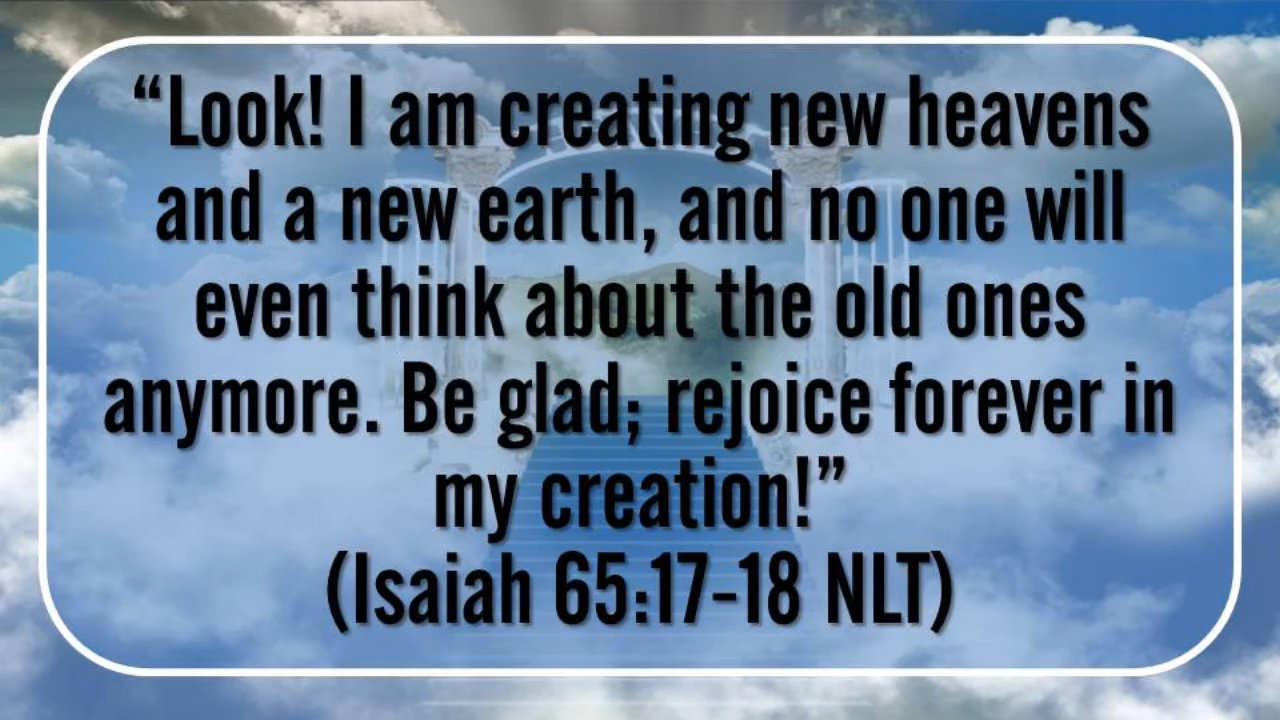 “Look! I am creating new heavens
and a new earth, and no one will
even think about the old ones
anymore. Be glad; rejoice forever in
my creation!”
(Isaiah 65:17-18 NLT)